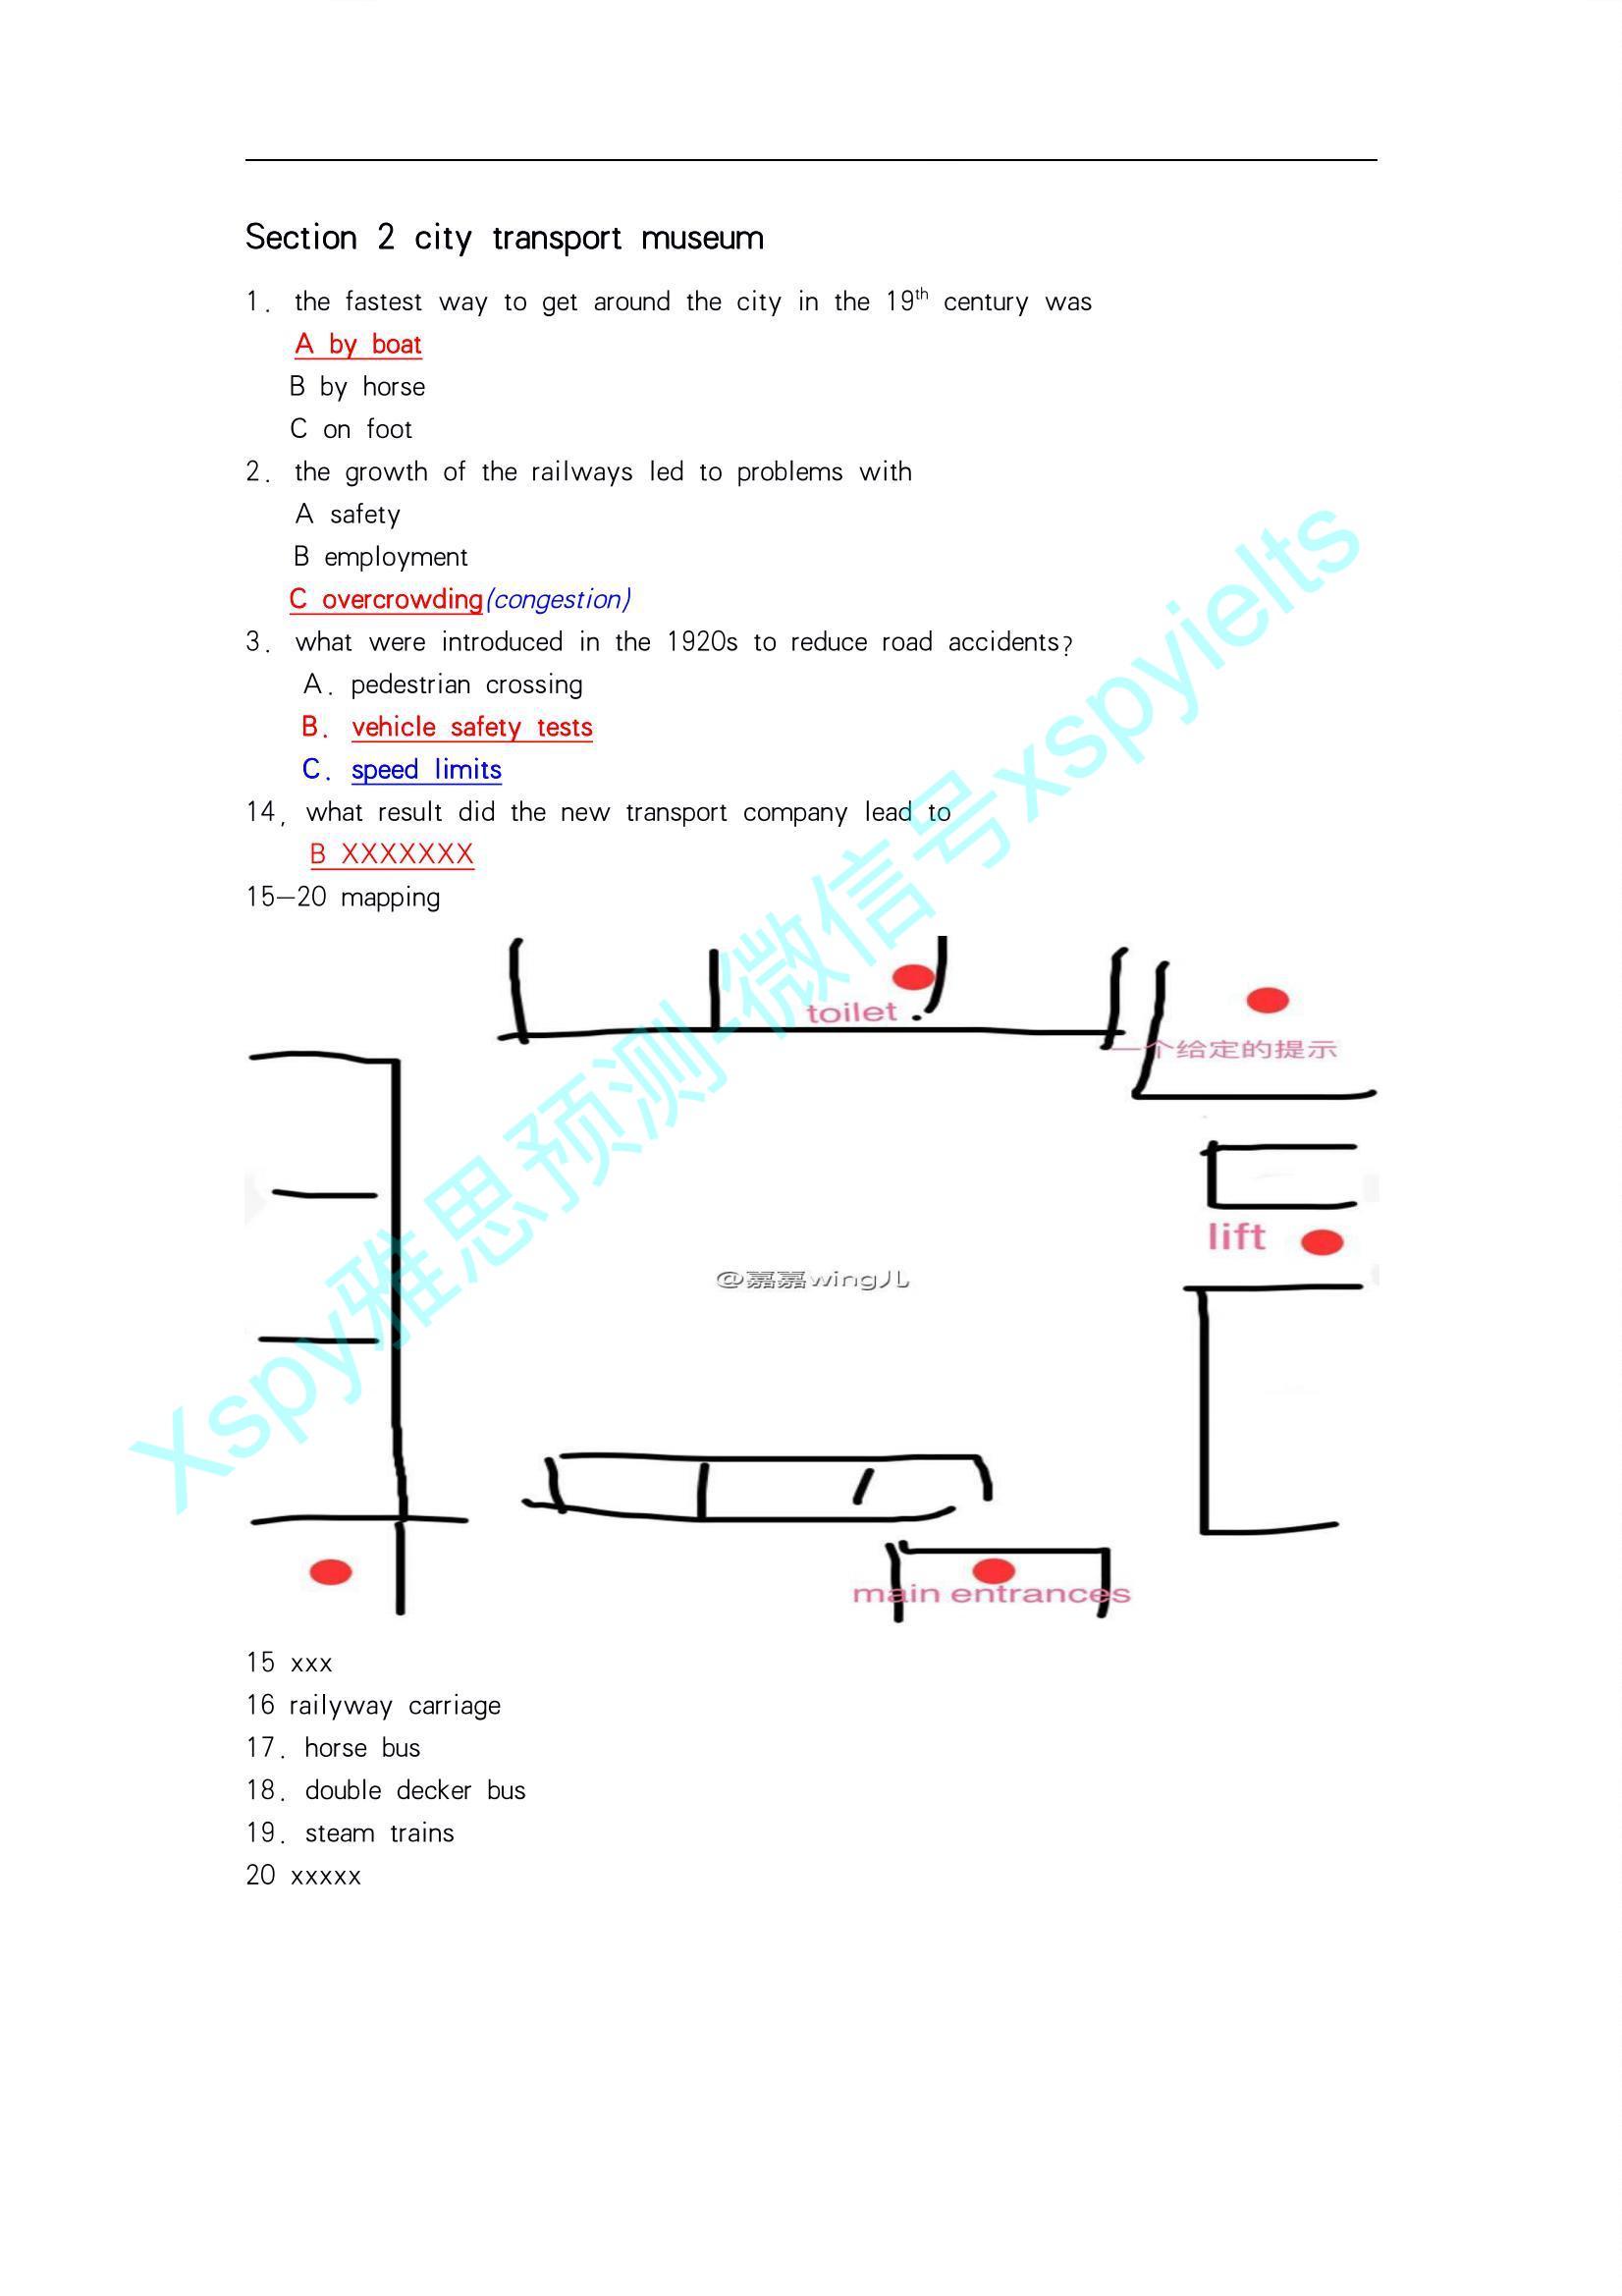 Section 2 city transport museum
1. the fastest way to get around the city in the 19th century was
A by boat
B by horse
C on foot
2. the growth of the railways led to problems with
A safety
B employment
C overcrowding(congestion)
3. what were introduced in the 1920s to reduce road accidents?
A. pedestrian crossing
B. vehicle safety tests
C. speed limits
14, what result did the new transport company lead to
B XXXXXXX
15-20 mapping
toilet
一个给定的提示
lift
@嘉嘉wing儿
main entrances
Xspy雅思预测-微信号xspyielts
15 xxx
16 railyway carriage
17. horse bus
18. double decker bus
19. steam trains
20 xxxxx